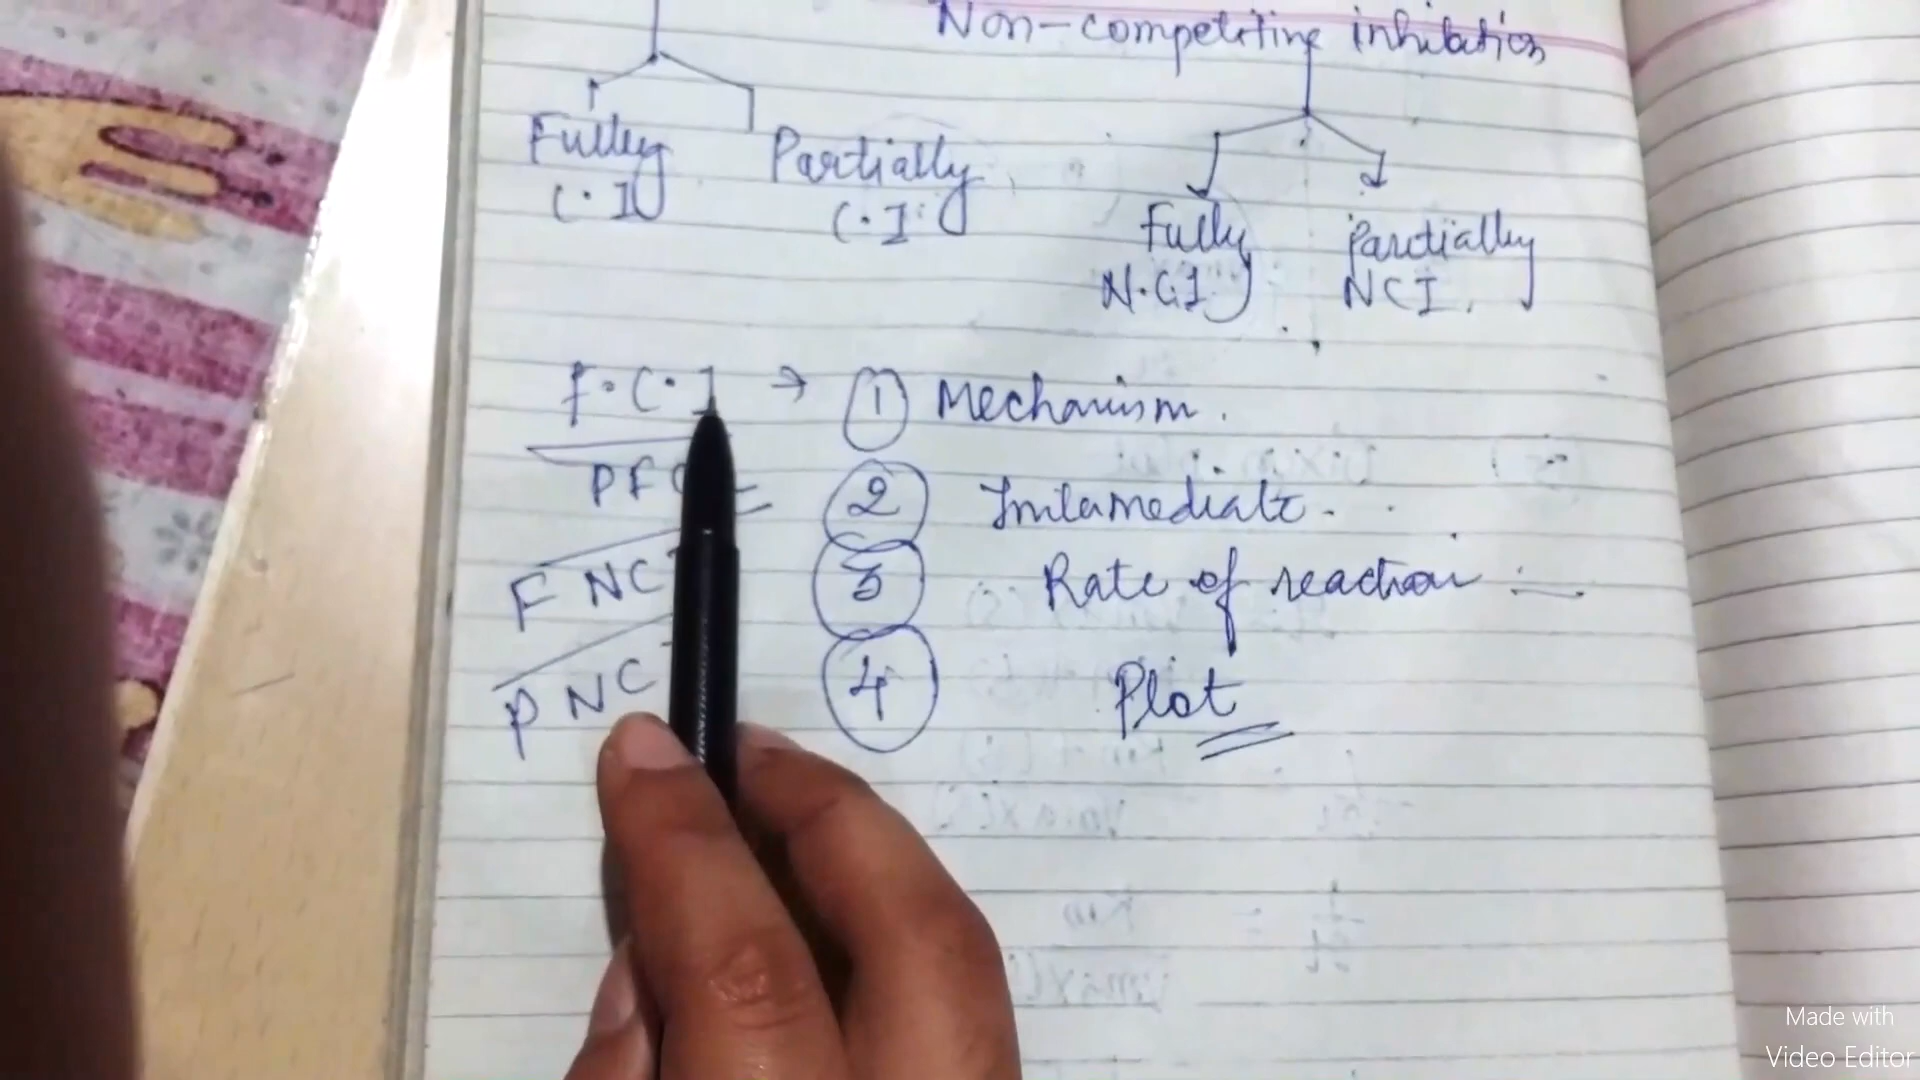 Non-competitive inhibition
Fully
C.I
Partially
C.I
Fully
N.C.I
Partially
NCI.
F.C.I → ① Mechanism.
PFC
② Intermediate.
F NC
③ Rate of reaction :
P NC
④ Plot
Made with
Video Editor